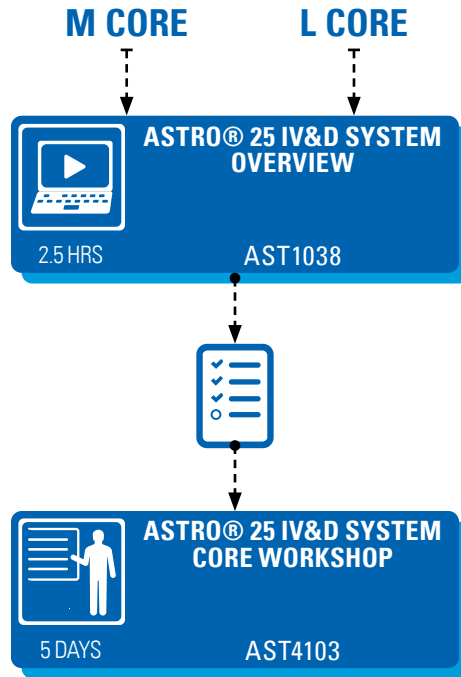 M CORE
L CORE
ASTRO® 25 IV&D SYSTEM
OVERVIEW
2.5 HRS
AST1038
ASTRO® 25 IV&D SYSTEM
CORE WORKSHOP
5 DAYS
AST4103